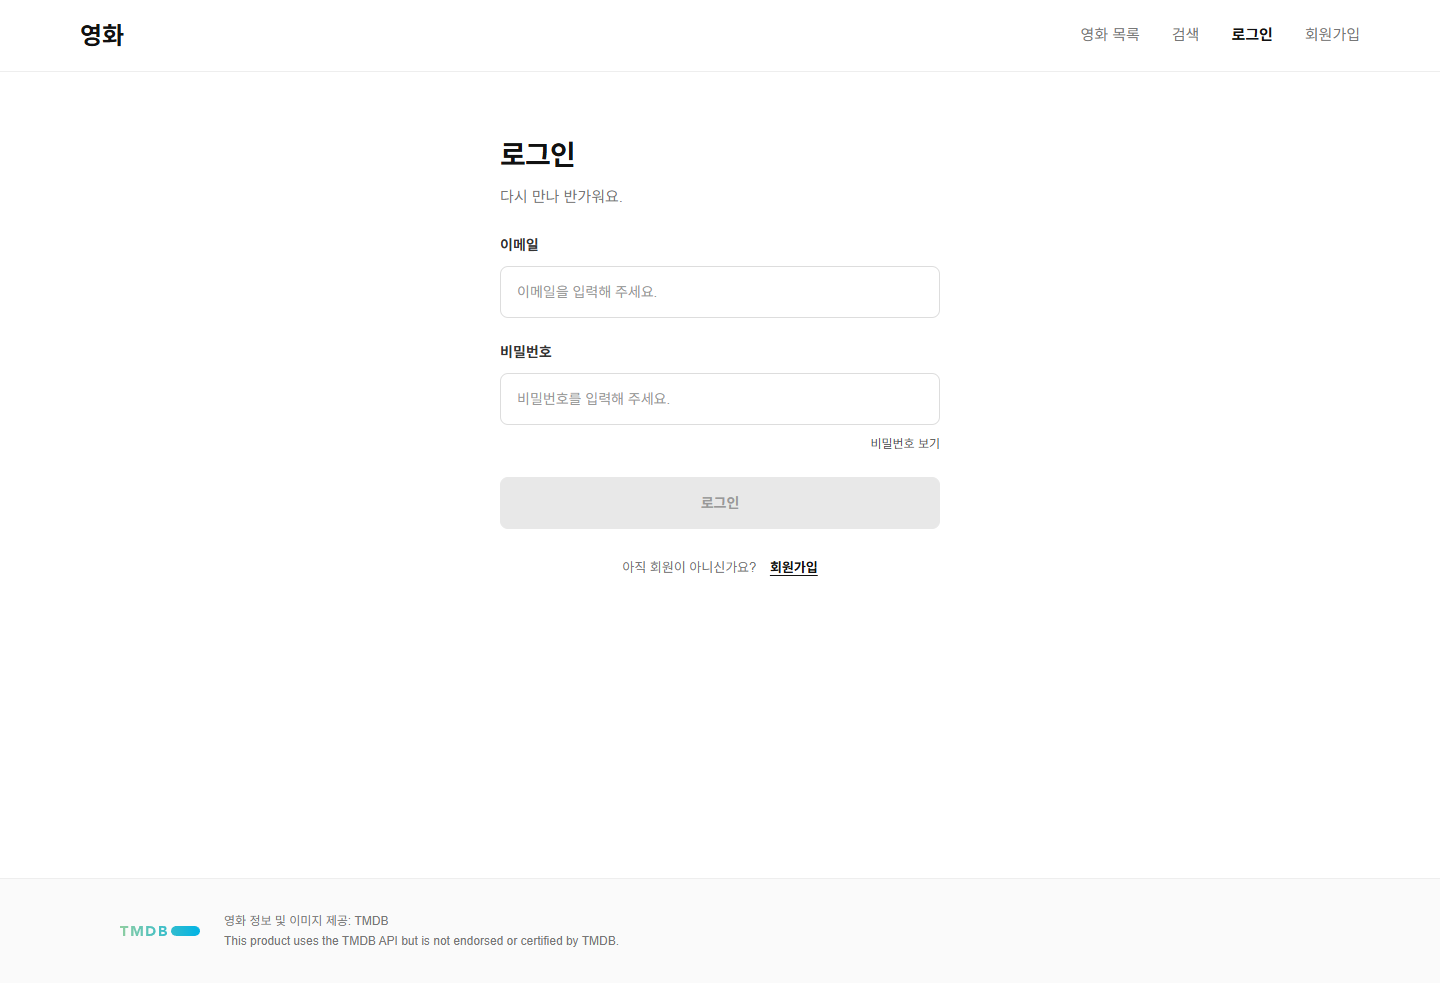 영화
영화 목록 검색 로그인 회원가입
로그인
다시 만나 반가워요.
이메일
이메일을 입력해 주세요.
비밀번호
비밀번호를 입력해 주세요.
비밀번호 보기
로그인
아직 회원이 아니신가요? 회원가입
TMDB
영화 정보 및 이미지 제공: TMDB
This product uses the TMDB API but is not endorsed or certified by TMDB.